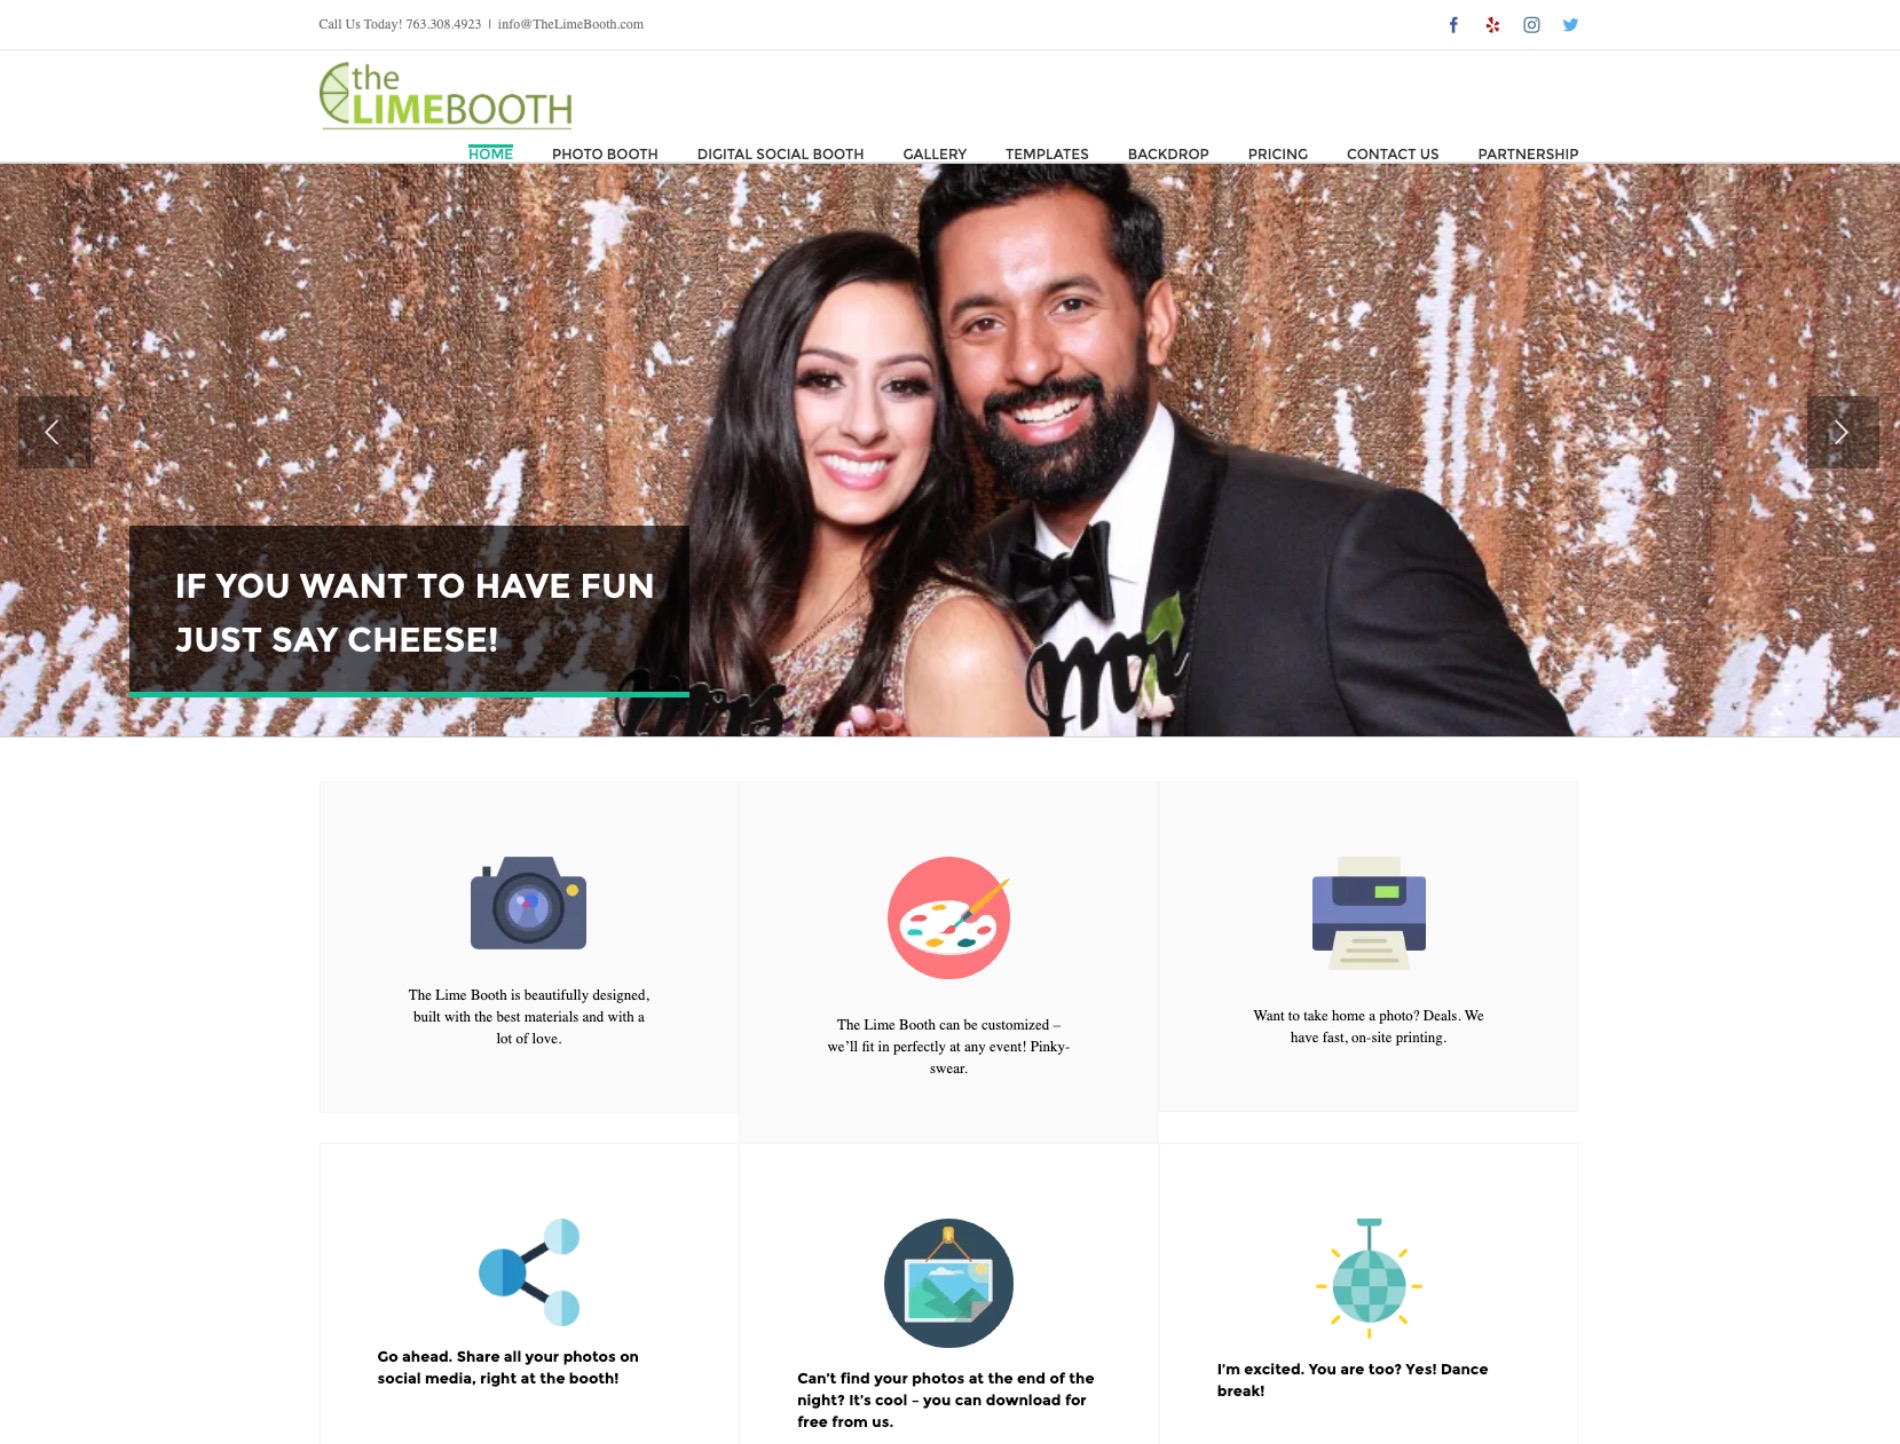 Call Us Today! 763.308.4923 | info@TheLimeBooth.com
the
LIMEBOOTH
HOME PHOTO BOOTH DIGITAL SOCIAL BOOTH GALLERY TEMPLATES BACKDROP PRICING CONTACT US PARTNERSHIP
IF YOU WANT TO HAVE FUN
JUST SAY CHEESE!
Mrs
mr
The Lime Booth is beautifully designed,
built with the best materials and with a
lot of love.
The Lime Booth can be customized –
we’ll fit in perfectly at any event! Pinky-
swear.
Want to take home a photo? Deals. We
have fast, on-site printing.
Go ahead. Share all your photos on
social media, right at the booth!
Can’t find your photos at the end of the
night? It’s cool – you can download for
free from us.
I’m excited. You are too? Yes! Dance
break!